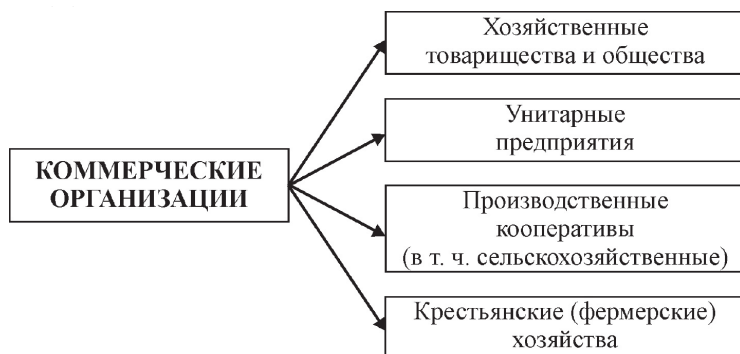 Хозяйственные
товарищества и общества
Унитарные
предприятия
КОММЕРЧЕСКИЕ
ОРГАНИЗАЦИИ
Производственные
кооперативы
(в т. ч. сельскохозяйственные)
Крестьянские (фермерские)
хозяйства